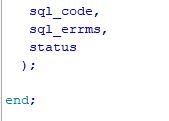 sql_code,
sql_errms,
status
);
end;